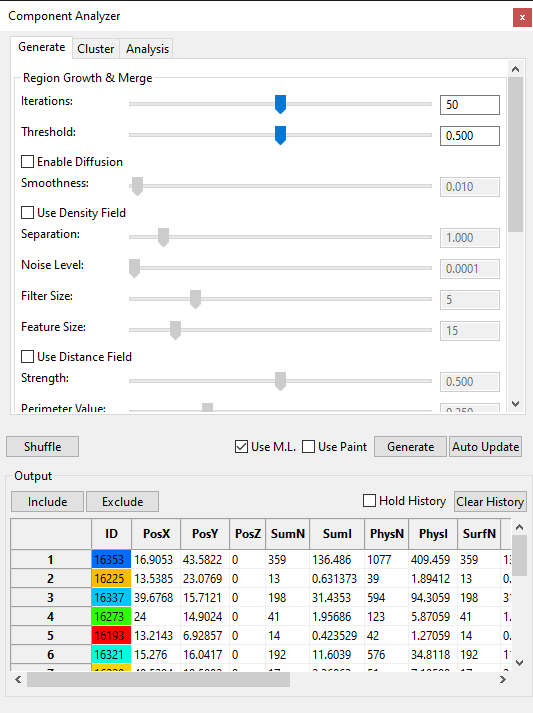 Component Analyzer
Generate Cluster Analysis
Region Growth & Merge
Iterations: 50
Threshold: 0.500
Enable Diffusion
Smoothness: 0.010
Use Density Field
Separation: 1.000
Noise Level: 0.0001
Filter Size: 5
Feature Size: 15
Use Distance Field
Strength: 0.500
Perimeter Value: 0.250
Shuffle Use M.L. Use Paint Generate Auto Update
Output
Include Exclude Hold History Clear History
ID PosX PosY PosZ SumN SumI PhysN PhysI SurfN
1 16353 16.9053 43.5822 0 359 136.486 1077 409.459 359
2 16225 13.5385 23.0769 0 13 0.631373 39 1.89412 13 0.
3 16337 39.6768 15.7121 0 198 31.4353 594 94.3059 198
4 16273 24 14.9024 0 41 1.95686 123 5.87059 41 1.
5 16193 13.2143 6.92857 0 14 0.423529 42 1.27059 14 0.
6 16321 15.276 16.0417 0 192 11.6039 576 34.8118 192